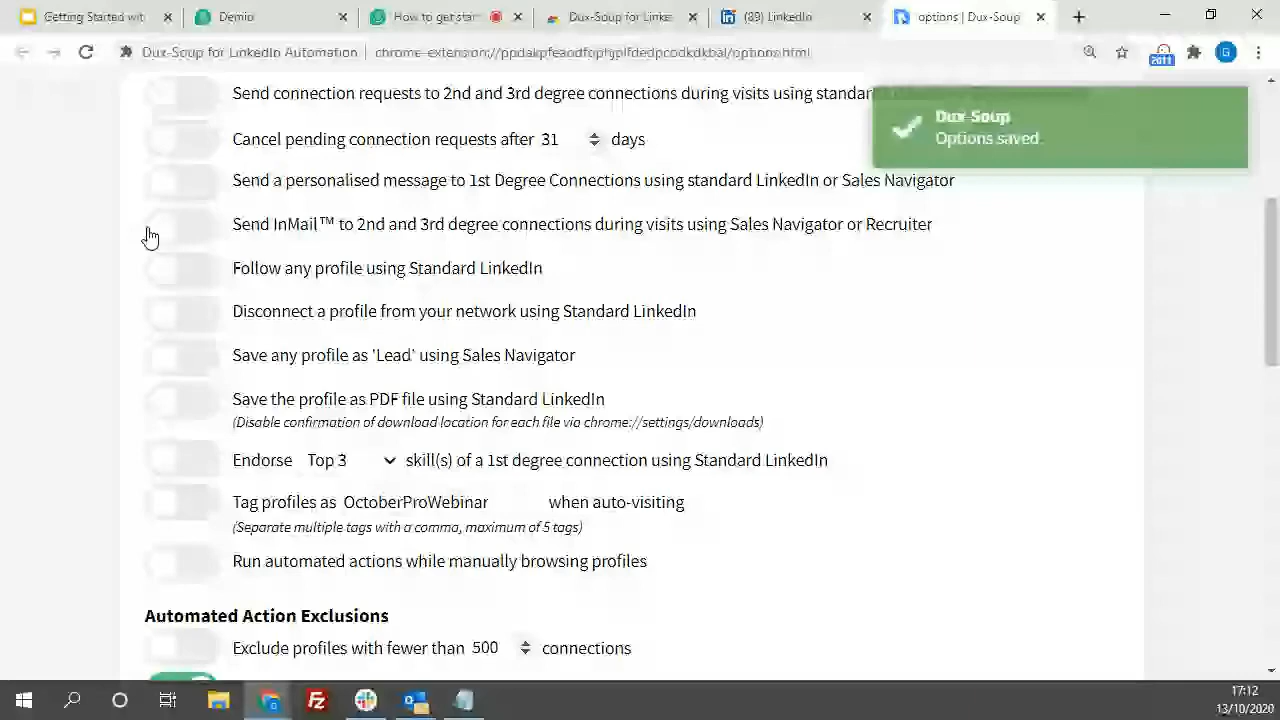 Getting Started wit
Demo
How to get star
Dux-Soup for Linke
(39) LinkedIn
options | Dux-Soup
Dux-Soup for LinkedIn Automation
2011
G
Send connection requests to 2nd and 3rd degree connections during visits using standard
Dux-Soup
Options saved
Cancel pending connection requests after 31 days
Send a personalised message to 1st Degree Connections using standard LinkedIn or Sales Navigator
Send InMail™ to 2nd and 3rd degree connections during visits using Sales Navigator or Recruiter
Follow any profile using Standard LinkedIn
Disconnect a profile from your network using Standard LinkedIn
Save any profile as 'Lead' using Sales Navigator
Save the profile as PDF file using Standard LinkedIn
(Disable confirmation of download location for each file via chrome://settings/downloads)
Endorse Top 3 skill(s) of a 1st degree connection using Standard LinkedIn
Tag profiles as OctoberProWebinar when auto-visiting
(Separate multiple tags with a comma, maximum of 5 tags)
Run automated actions while manually browsing profiles
Automated Action Exclusions
Exclude profiles with fewer than 500 connections
17:12
13/10/2020